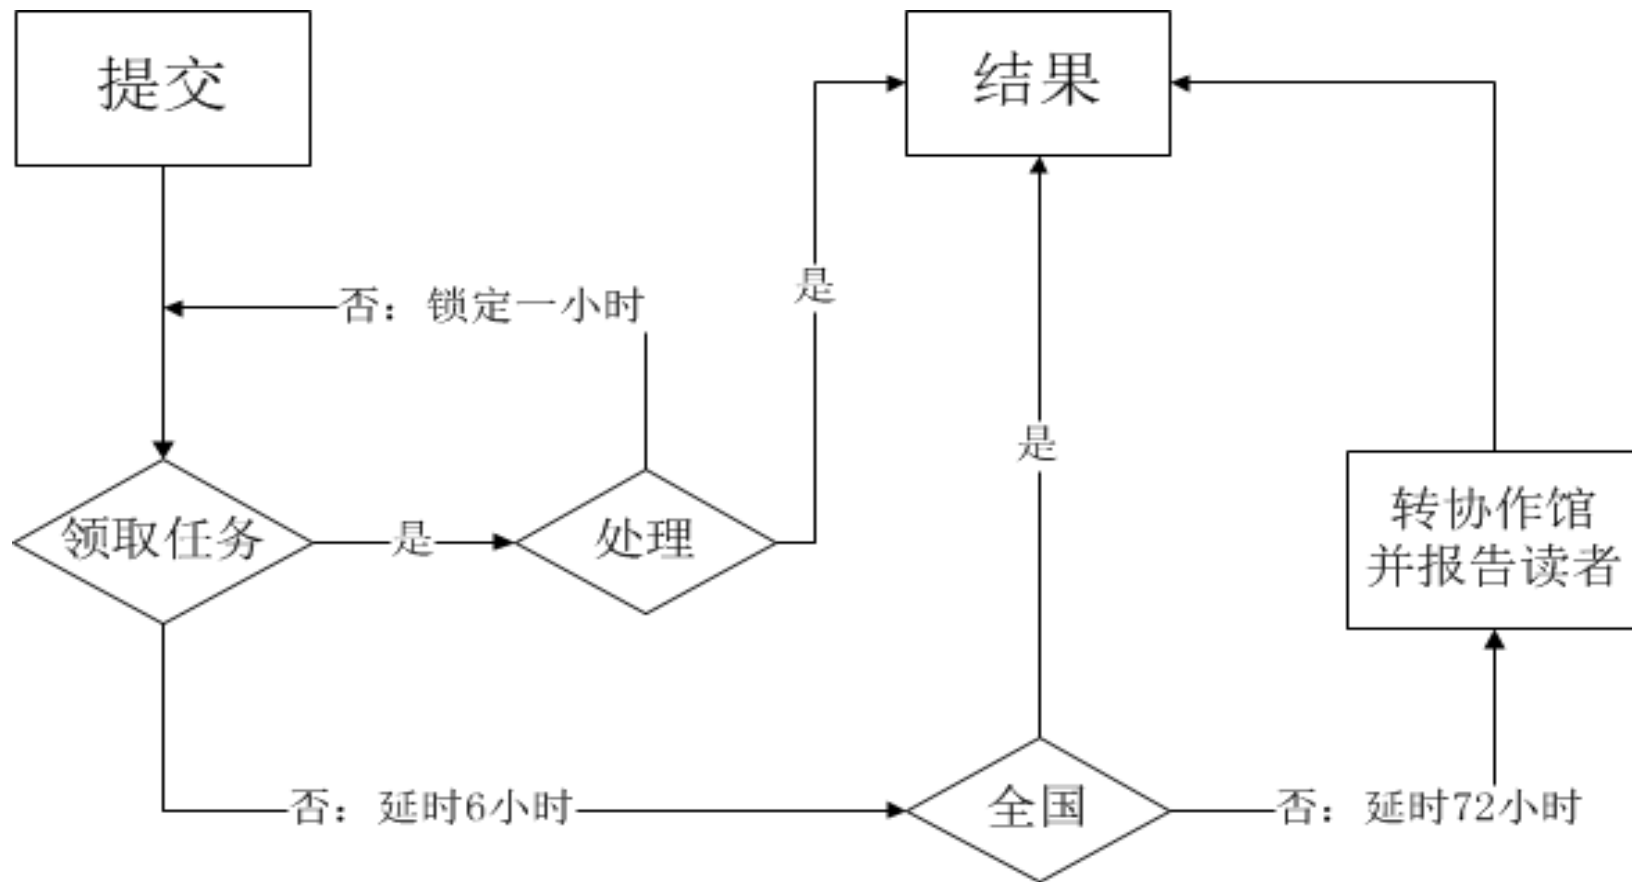 提交
结果
是
否：锁定一小时
是
领取任务
是
处理
转协作馆
并报告读者
否：延时6小时
全国
否：延时72小时